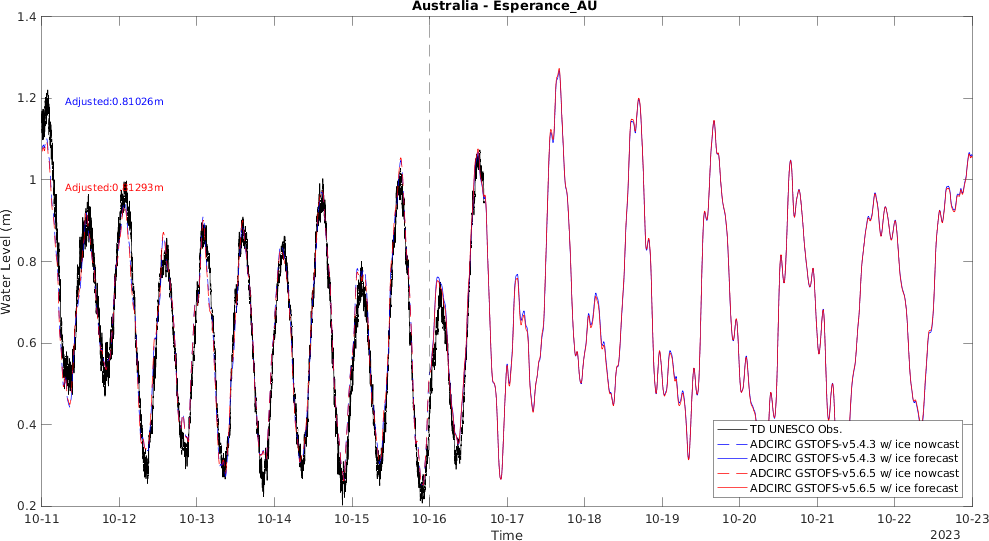 Australia - Esperance_AU
1.4
1.2
1
0.8
0.6
0.4
0.2
Water Level (m)
Adjusted:0.81026m
Adjusted:0.81293m
TD UNESCO Obs.
ADCIRC GSTOFS-v5.4.3 w/ ice nowcast
ADCIRC GSTOFS-v5.4.3 w/ ice forecast
ADCIRC GSTOFS-v5.6.5 w/ ice nowcast
ADCIRC GSTOFS-v5.6.5 w/ ice forecast
10-11 10-12 10-13 10-14 10-15 10-16 10-17 10-18 10-19 10-20 10-21 10-22 10-23
Time
2023